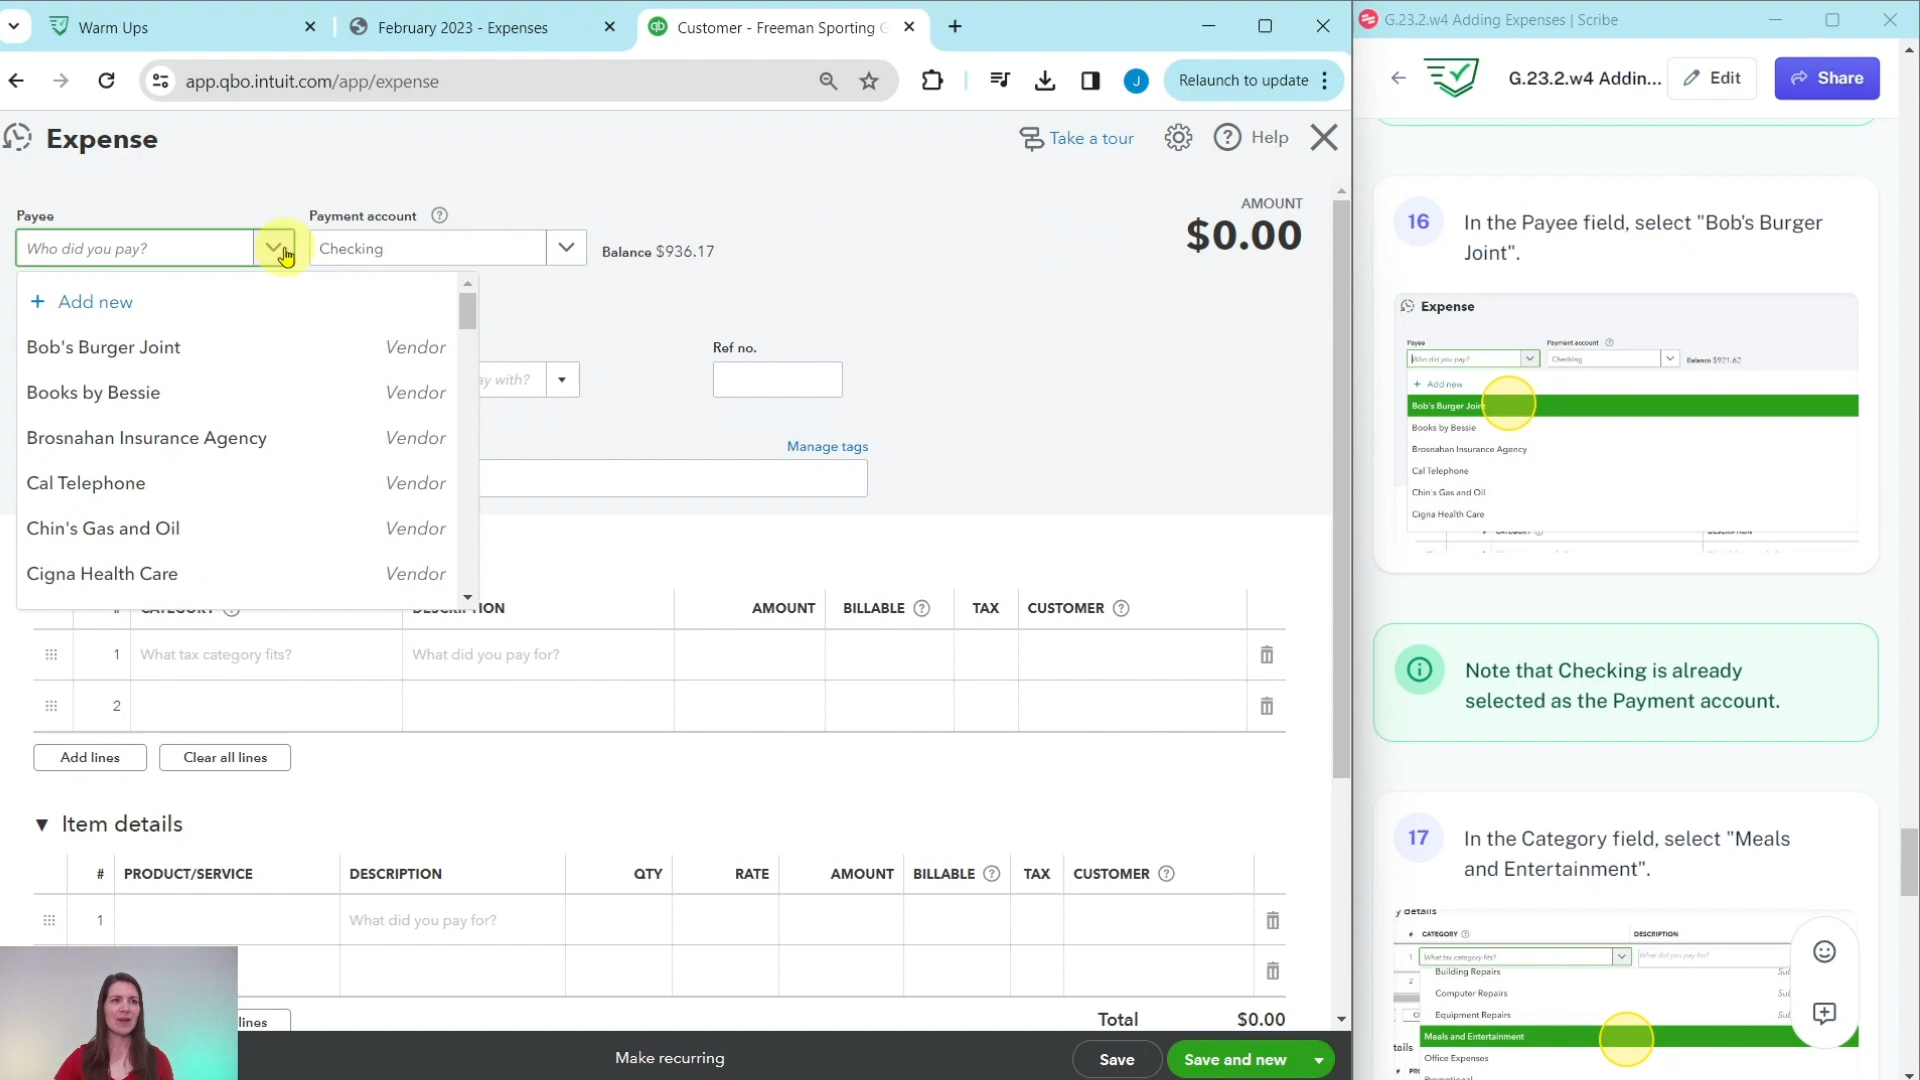 Warm Ups
February 2023 - Expenses
Customer - Freeman Sporting G
G.23.2.w4 Adding Expenses | Scribe
app.qbo.intuit.com/app/expense
J
Relaunch to update
G.23.2.w4 Addin...
Edit
Share
Expense
Take a tour
Help
Payee
Payment account
AMOUNT
$0.00
Who did you pay?
Checking
Balance $936.17
+ Add new
Bob's Burger Joint Vendor
Books by Bessie Vendor
Brosnahan Insurance Agency Vendor
Cal Telephone Vendor
Chin's Gas and Oil Vendor
Cigna Health Care Vendor
ay with?
Ref no.
Manage tags
# CATEGORY DESCRIPTION AMOUNT BILLABLE TAX CUSTOMER
1 What tax category fits? What did you pay for?
2
Add lines Clear all lines
Item details
# PRODUCT/SERVICE DESCRIPTION QTY RATE AMOUNT BILLABLE TAX CUSTOMER
1 What did you pay for?
lines
Total $0.00
Make recurring
Save
Save and new
16 In the Payee field, select "Bob's Burger
Joint".
Expense
Payee Payment account
Who did you pay? Checking Balance $921.62
+ Add new
Bob's Burger Joint
Books by Bessie
Brosnahan Insurance Agency
Cal Telephone
Chin's Gas and Oil
Cigna Health Care
# CATEGORY DESCRIPTION
Note that Checking is already
selected as the Payment account.
17 In the Category field, select "Meals
and Entertainment".
y details
# CATEGORY DESCRIPTION
1 What tax category fits? What did you pay for?
Building Repairs Sub
2
Computer Repairs Sub
Equipment Repairs Sub
Meals and Entertainment
tails Office Expenses
# PR
Promotional